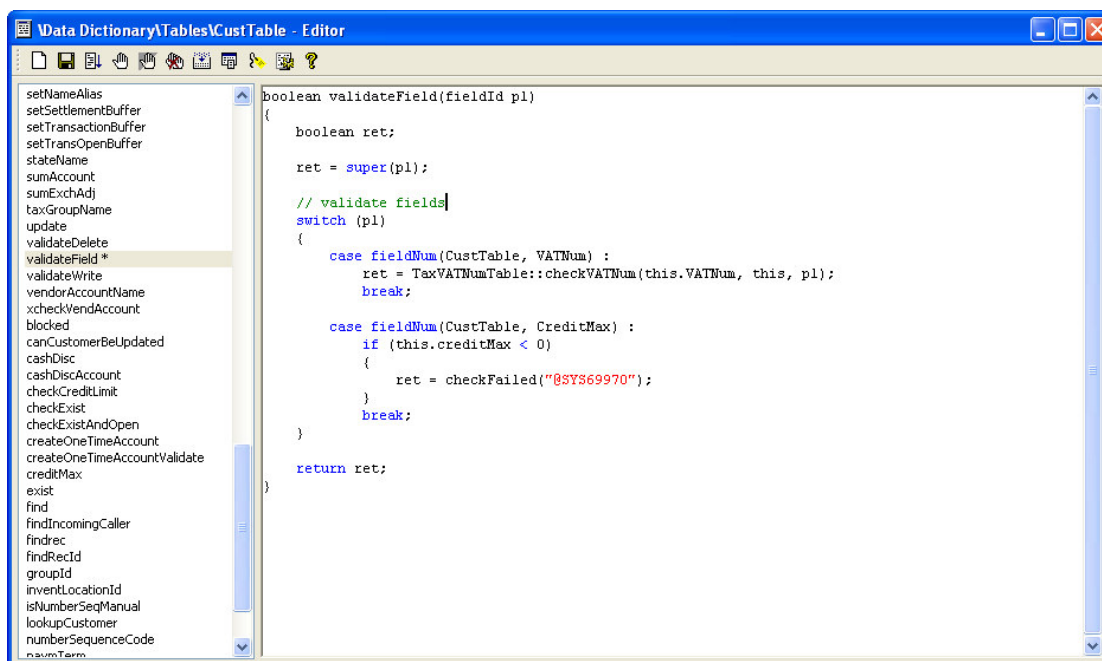 \Data Dictionary\Tables\CustTable - Editor
setNameAlias
setSettlementBuffer
setTransactionBuffer
setTransOpenBuffer
stateName
sumAccount
sumExchAdj
taxGroupName
update
validateDelete
validateField *
validateWrite
vendorAccountName
xcheckVendAccount
blocked
canCustomerBeUpdated
cashDisc
cashDiscAccount
checkCreditLimit
checkExist
checkExistAndOpen
createOneTimeAccount
createOneTimeAccountValidate
creditMax
exist
find
findIncomingCaller
findrec
findRecId
groupId
inventLocationId
isNumberSeqManual
lookupCustomer
numberSequenceCode
paymTerm
boolean validateField(fieldId p1)
{
    boolean ret;
    ret = super(p1);
    // validate fields
    switch (p1)
    {
        case fieldNum(CustTable, VATNum) :
            ret = TaxVATNumTable::checkVATNum(this.VATNum, this, p1);
            break;
        case fieldNum(CustTable, CreditMax) :
            if (this.creditMax < 0)
            {
                ret = checkFailed("@SYS69970");
            }
            break;
    }
    return ret;
}